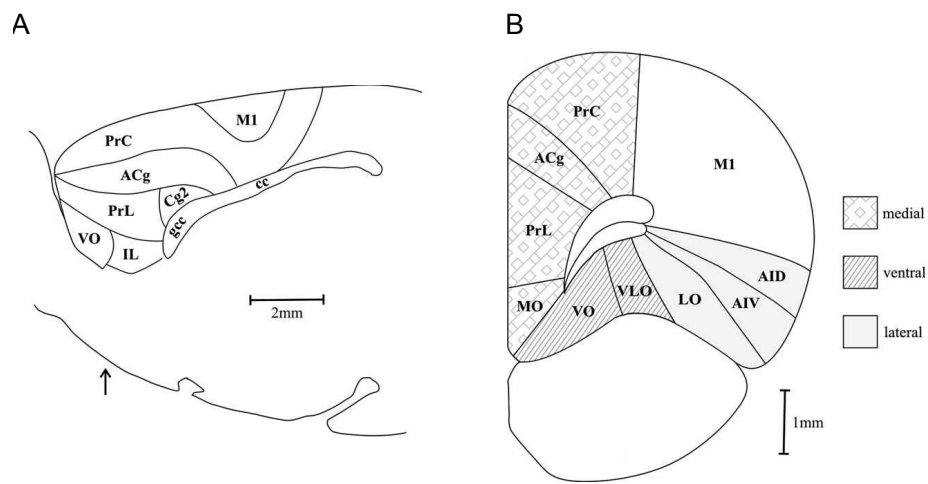 A
B
M1
PrC
ACg
Cg2
cc
PrL
gcc
VO
IL
2mm
PrC
ACg
M1
PrL
MO
VO
VLO
LO
AIV
AID
medial
ventral
lateral
1mm